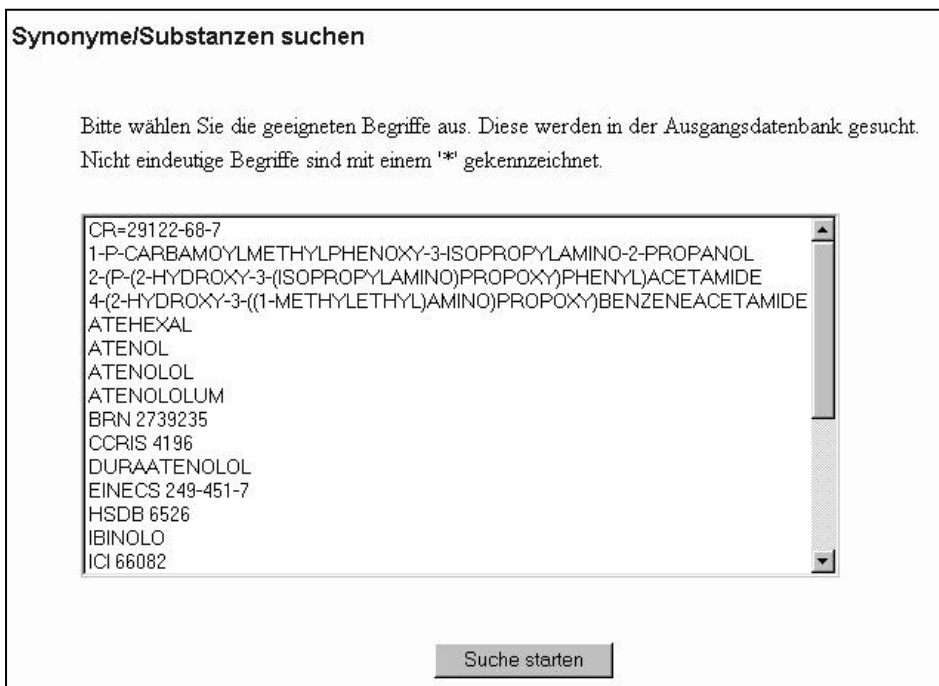 Synonyme/Substanzen suchen
Bitte wählen Sie die geeigneten Begriffe aus. Diese werden in der Ausgangsdatenbank gesucht.
Nicht eindeutige Begriffe sind mit einem '*' gekennzeichnet.
CR=29122-68-7
1-P-CARBAMOYLMETHYLPHENOXY-3-ISOPROPYLAMINO-2-PROPANOL
2-(P-(2-HYDROXY-3-(ISOPROPYLAMINO)PROPOXY)PHENYL)ACETAMIDE
4-(2-HYDROXY-3-((1-METHYLETHYL)AMINO)PROPOXY)BENZENEACETAMIDE
ATEHEXAL
ATENOL
ATENOLOL
ATENOLOLUM
BRN 2739235
CCRIS 4196
DURAATENOLOL
EINECS 249-451-7
HSDB 6526
IBINOLO
ICI 66082
Suche starten